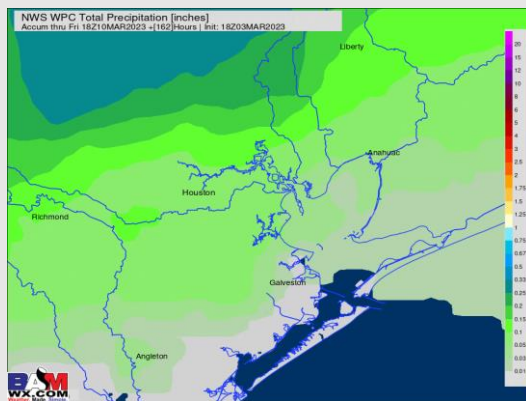 NWS WPC Total Precipitation [inches]
Accum thru Fri 18Z10MAR2023 +[162]Hours | Init: 18Z03MAR2023
Liberty
Anahuac
Houston
Richmond
Galveston
Angleton
20
15
12
10
8
6
4
3
2.5
2
1.75
1.5
1.25
1
0.75
0.67
0.5
0.33
0.25
0.2
0.15
0.1
0.05
0.03
0.01
BAM
WX.COM
Weather. Made. Simple.